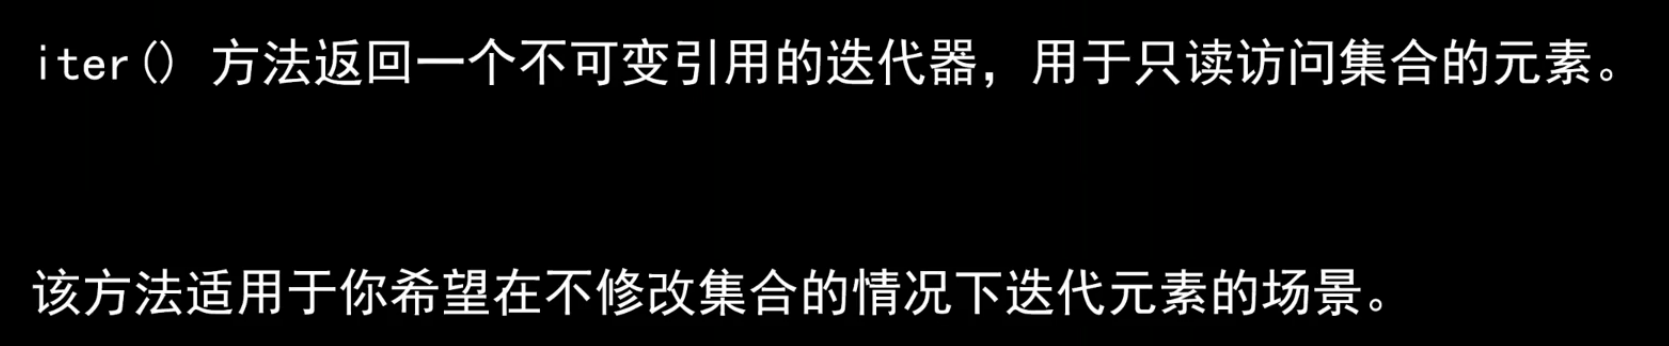 iter() 方法返回一个不可变引用的迭代器，用于只读访问集合的元素。
该方法适用于你希望在不修改集合的情况下迭代元素的场景。